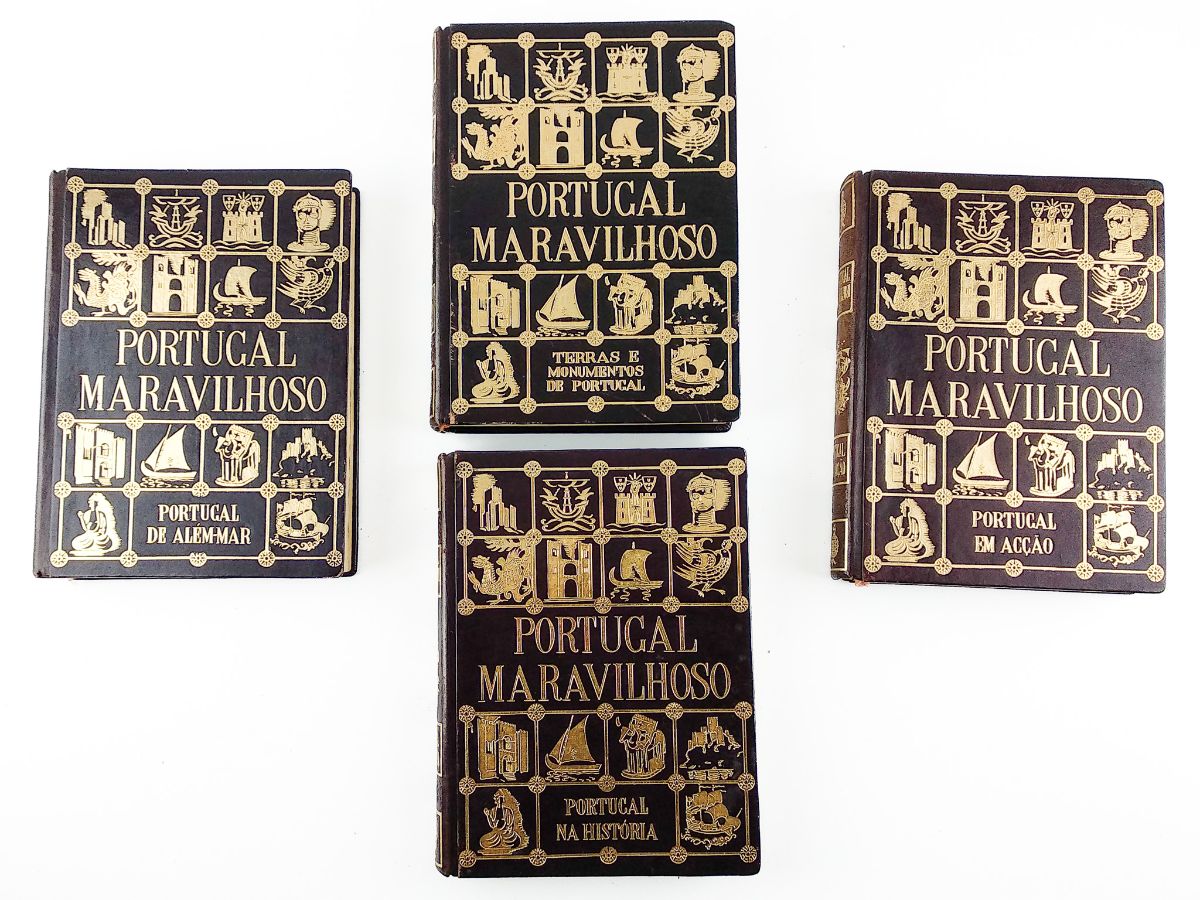 PORTUGAL
MARAVILHOSO
TERRAS E
MONUMENTOS
DE PORTUGAL
PORTUGAL
MARAVILHOSO
PORTUGAL
DE ALÉM-MAR
PORTUGAL
MARAVILHOSO
PORTUGAL
EM ACÇÃO
PORTUGAL
MARAVILHOSO
PORTUGAL
NA HISTÓRIA